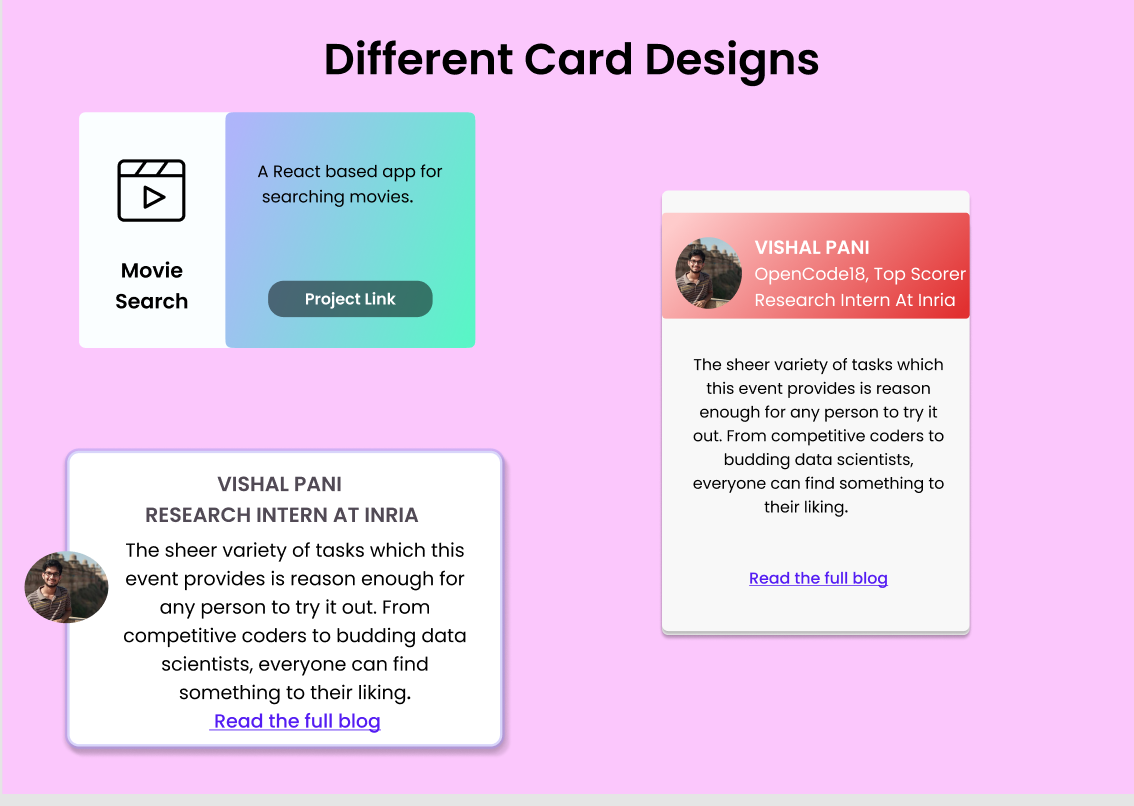 Different Card Designs
Movie
Search
A React based app for
searching movies.
Project Link
VISHAL PANI
OpenCode18, Top Scorer
Research Intern At Inria
The sheer variety of tasks which
this event provides is reason
enough for any person to try it
out. From competitive coders to
budding data scientists,
everyone can find something to
their liking.
Read the full blog
VISHAL PANI
RESEARCH INTERN AT INRIA
The sheer variety of tasks which this
event provides is reason enough for
any person to try it out. From
competitive coders to budding data
scientists, everyone can find
something to their liking.
Read the full blog